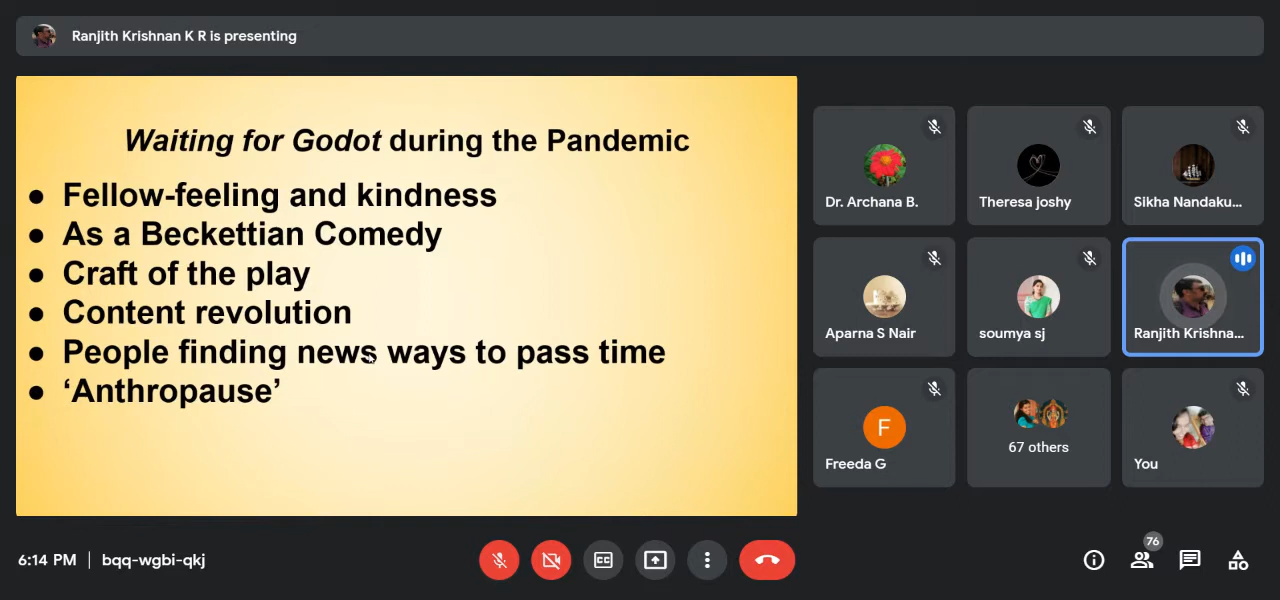 Ranjith Krishnan K R is presenting
Waiting for Godot during the Pandemic
● Fellow-feeling and kindness
● As a Beckettian Comedy
● Craft of the play
● Content revolution
● People finding news ways to pass time
● ‘Anthropause’
Dr. Archana B.
Theresa joshy
Sikha Nandaku...
Aparna S Nair
soumya sj
Ranjith Krishna...
F
Freeda G
67 others
You
6:14 PM | bqq-wgbi-qkj
CC
76